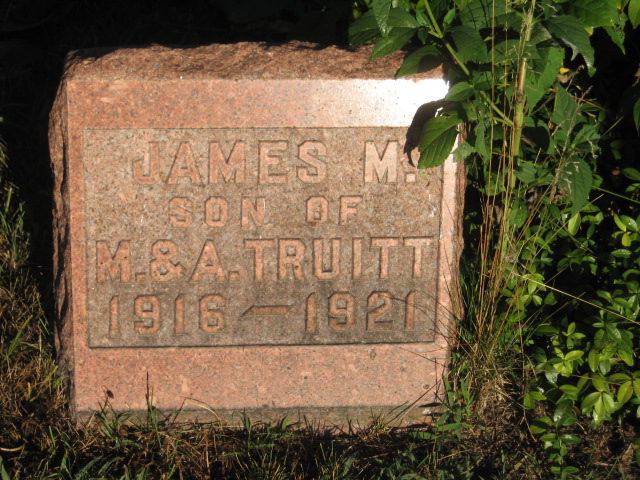 JAMES M.
SON OF
M. & A. TRUITT
1916 — 1921